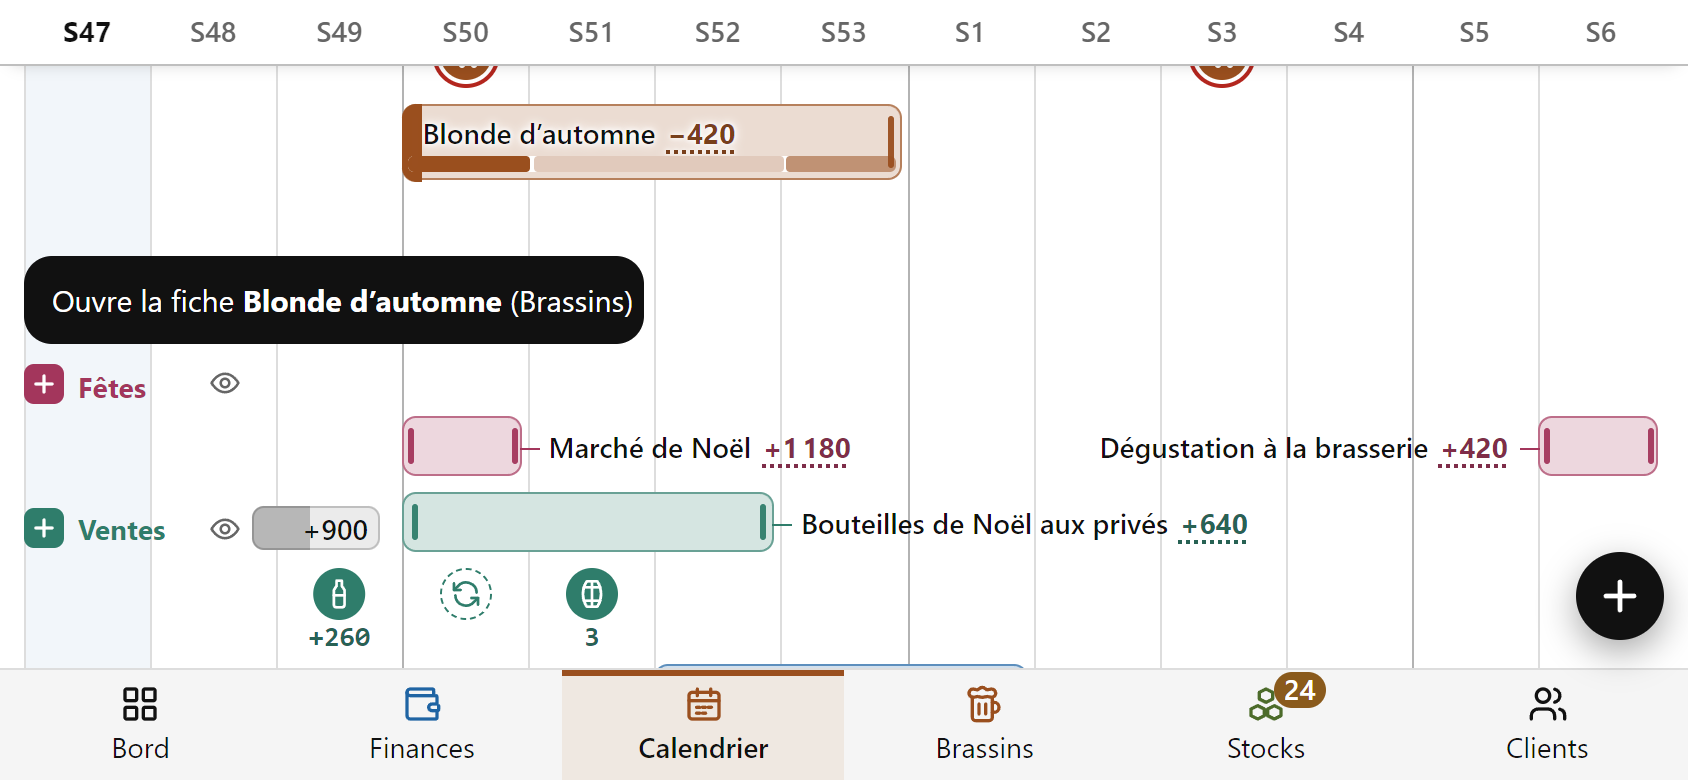 S47 S48 S49 S50 S51 S52 S53 S1 S2 S3 S4 S5 S6
Blonde d’automne −420
Ouvre la fiche Blonde d’automne (Brassins)
Fêtes
Marché de Noël +1 180
Dégustation à la brasserie +420
Ventes
+900
Bouteilles de Noël aux privés +640
+260
3
24
Bord Finances Calendrier Brassins Stocks Clients